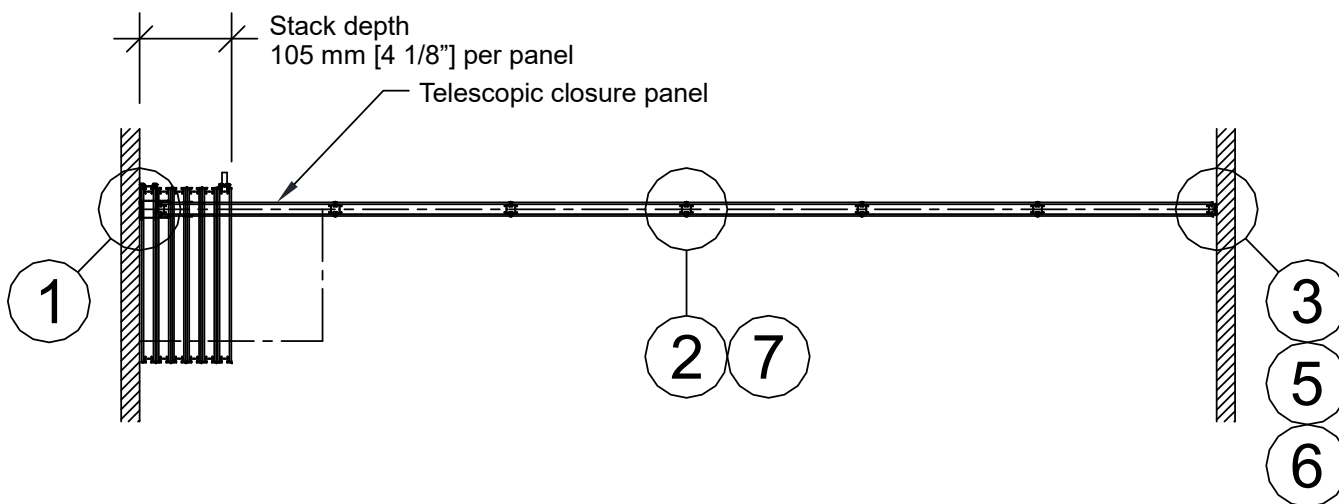 Stack depth
105 mm [4 1/8”] per panel
Telescopic closure panel
1
2 7
3
5
6